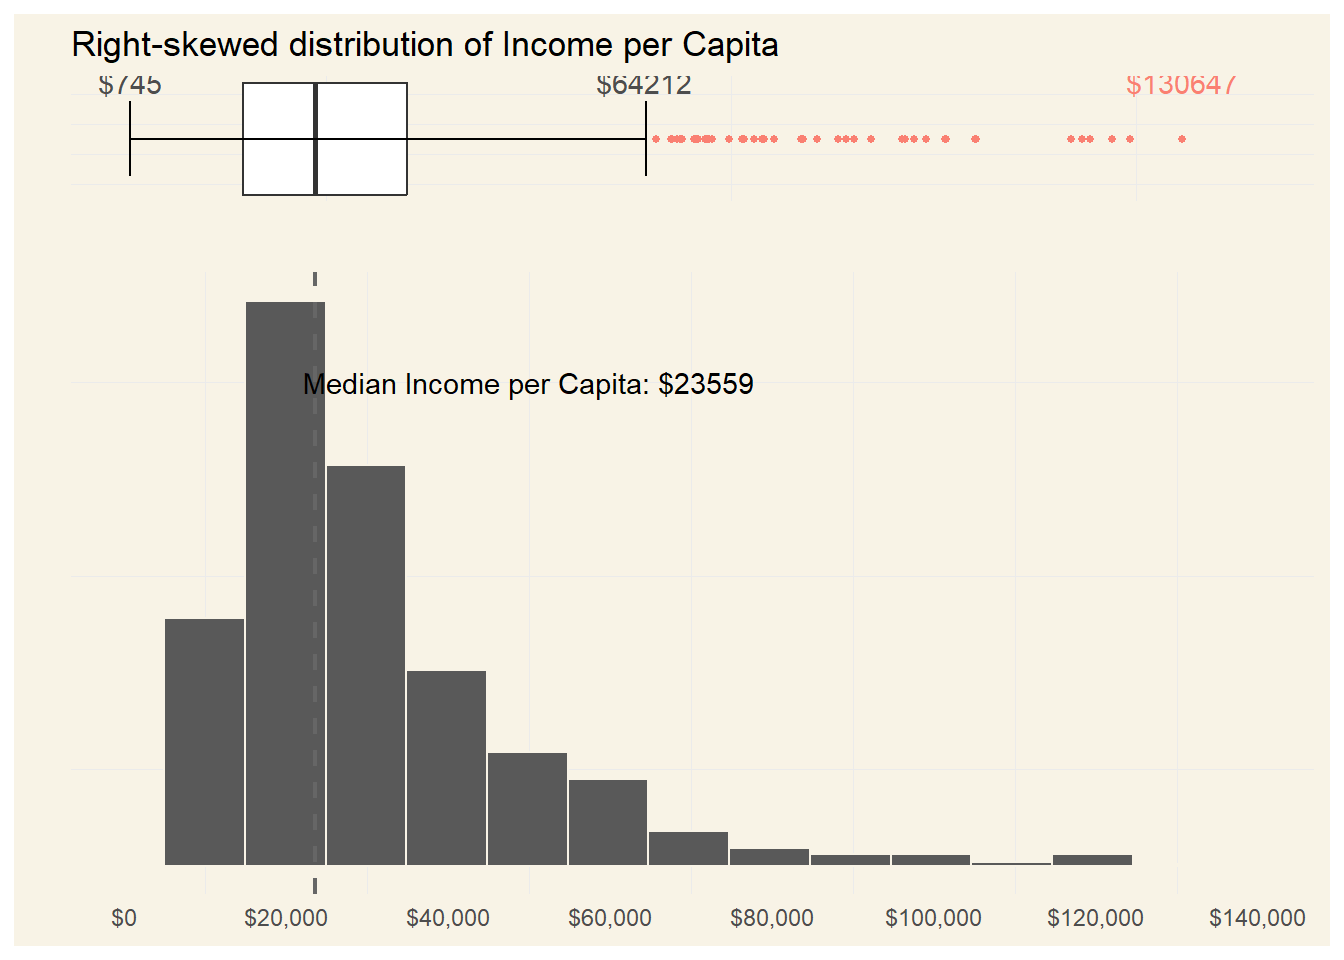 Right-skewed distribution of Income per Capita
$745 $64212 $130647
Median Income per Capita: $23559
$0 $20,000 $40,000 $60,000 $80,000 $100,000 $120,000 $140,000